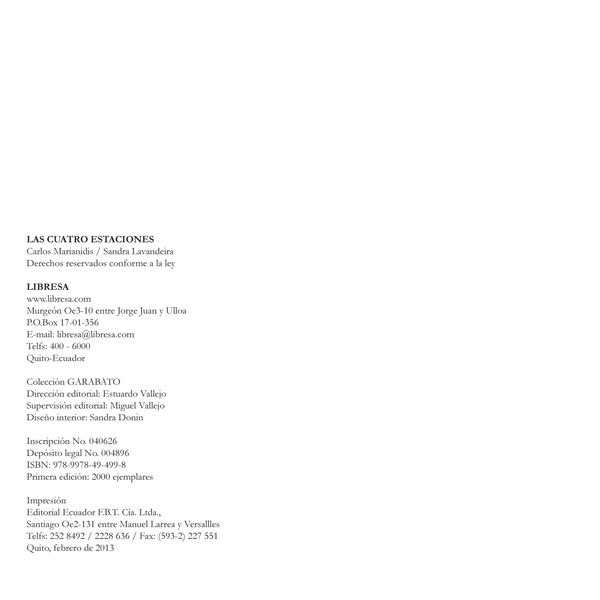 LAS CUATRO ESTACIONES
Carlos Marianidis / Sandra Lavandeira
Derechos reservados conforme a la ley
LIBRESA
www.libresa.com
Murgeón Oe3-10 entre Jorge Juan y Ulloa
P.O.Box 17-01-356
E-mail: libresa@libresa.com
Telfs: 400 - 6000
Quito-Ecuador
Colección GARABATO
Dirección editorial: Estuardo Vallejo
Supervisión editorial: Miguel Vallejo
Diseño interior: Sandra Donin
Inscripción No. 040626
Depósito legal No. 004896
ISBN: 978-9978-49-499-8
Primera edición: 2000 ejemplares
Impresión
Editorial Ecuador F.B.T. Cia. Ltda.,
Santiago Oe2-131 entre Manuel Larrea y Versallles
Telfs: 252 8492 / 2228 636 / Fax: (593-2) 227 551
Quito, febrero de 2013